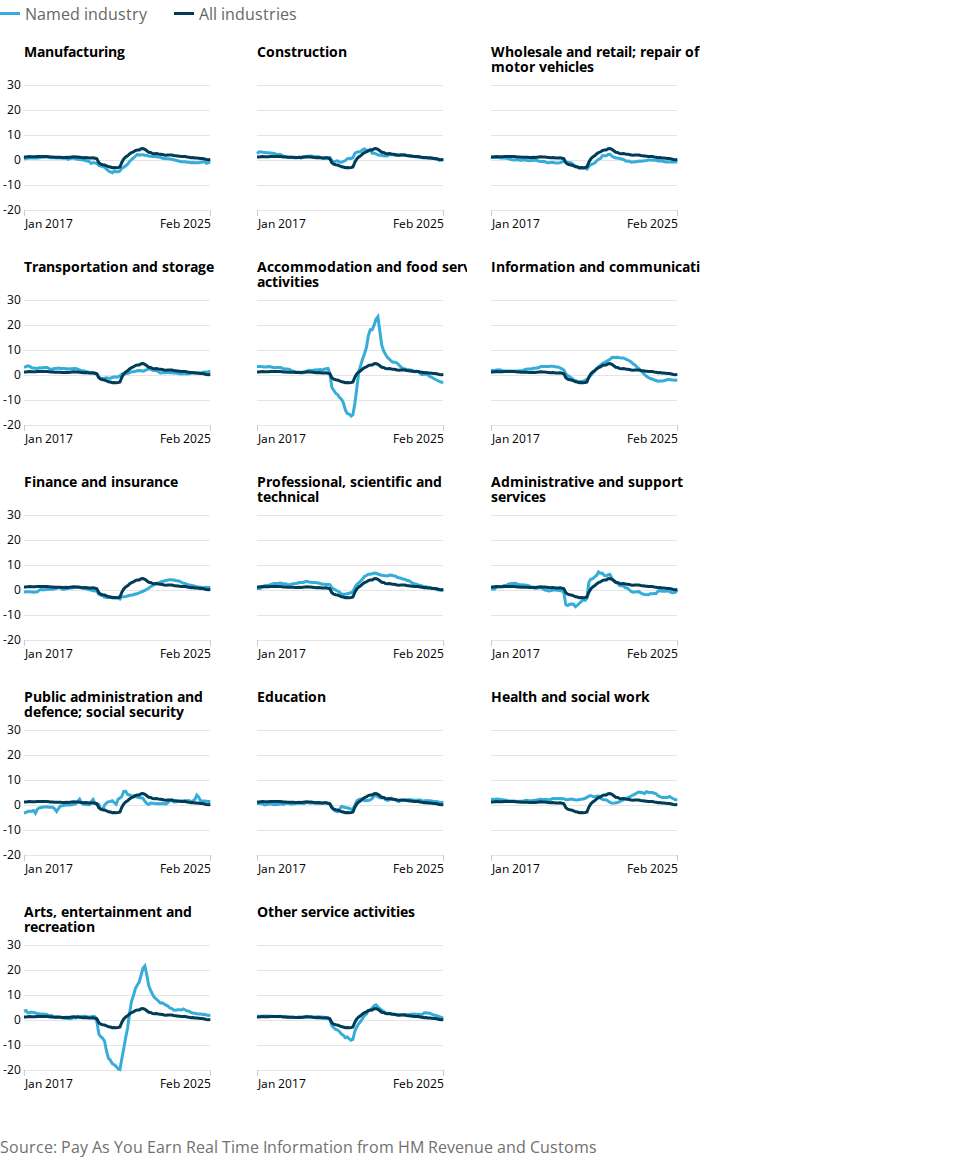 Named industry All industries
Manufacturing Construction Wholesale and retail; repair of
motor vehicles
30
20
10
0
-10
-20
Jan 2017 Feb 2025 Jan 2017 Feb 2025 Jan 2017 Feb 2025
Transportation and storage Accommodation and food serv Information and communicati
activities
30
20
10
0
-10
-20
Jan 2017 Feb 2025 Jan 2017 Feb 2025 Jan 2017 Feb 2025
Finance and insurance Professional, scientific and Administrative and support
technical services
30
20
10
0
-10
-20
Jan 2017 Feb 2025 Jan 2017 Feb 2025 Jan 2017 Feb 2025
Public administration and Education Health and social work
defence; social security
30
20
10
0
-10
-20
Jan 2017 Feb 2025 Jan 2017 Feb 2025 Jan 2017 Feb 2025
Arts, entertainment and Other service activities
recreation
30
20
10
0
-10
-20
Jan 2017 Feb 2025 Jan 2017 Feb 2025
Source: Pay As You Earn Real Time Information from HM Revenue and Customs